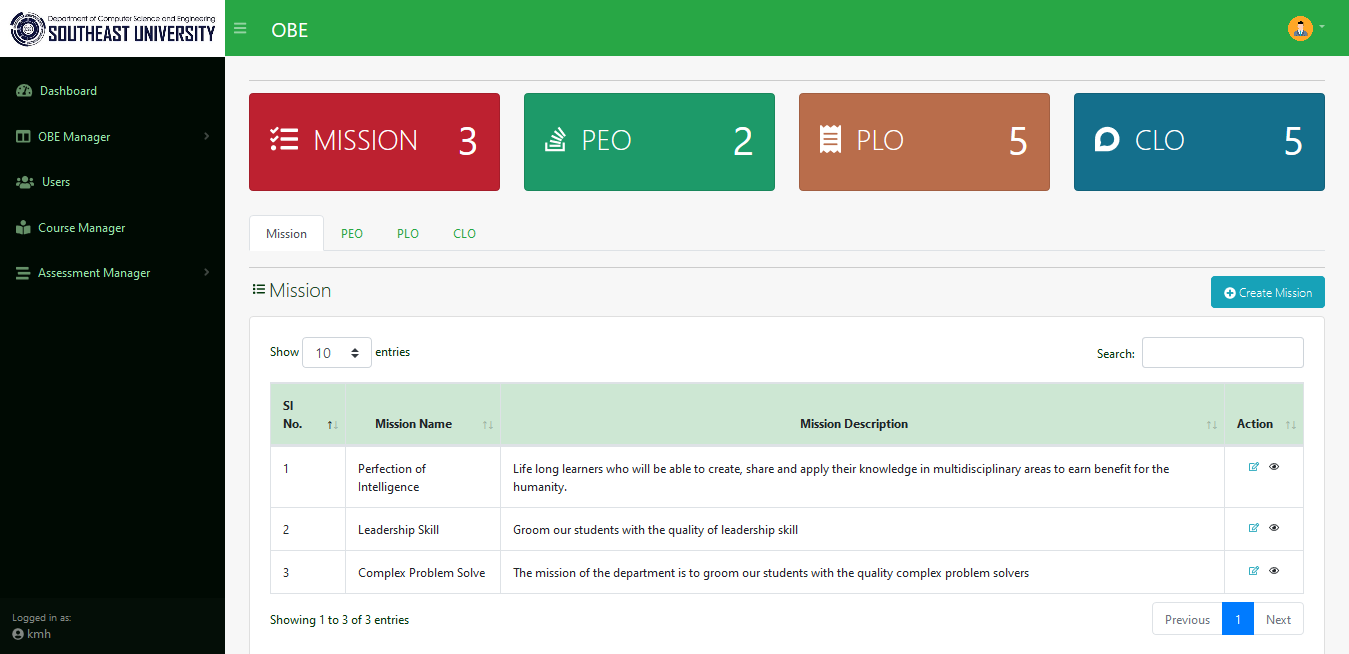 Department of Computer Science and Engineering
SOUTHEAST UNIVERSITY
OBE
Dashboard
OBE Manager
Users
Course Manager
Assessment Manager
Logged in as:
kmh
MISSION 3
PEO 2
PLO 5
CLO 5
Mission PEO PLO CLO
Mission
Create Mission
Show 10 entries
Search:
Sl
No. Mission Name Mission Description Action
1 Perfection of Life long learners who will be able to create, share and apply their knowledge in multidisciplinary areas to earn benefit for the
Intelligence humanity.
2 Leadership Skill Groom our students with the quality of leadership skill
3 Complex Problem Solve The mission of the department is to groom our students with the quality complex problem solvers
Showing 1 to 3 of 3 entries
Previous 1 Next